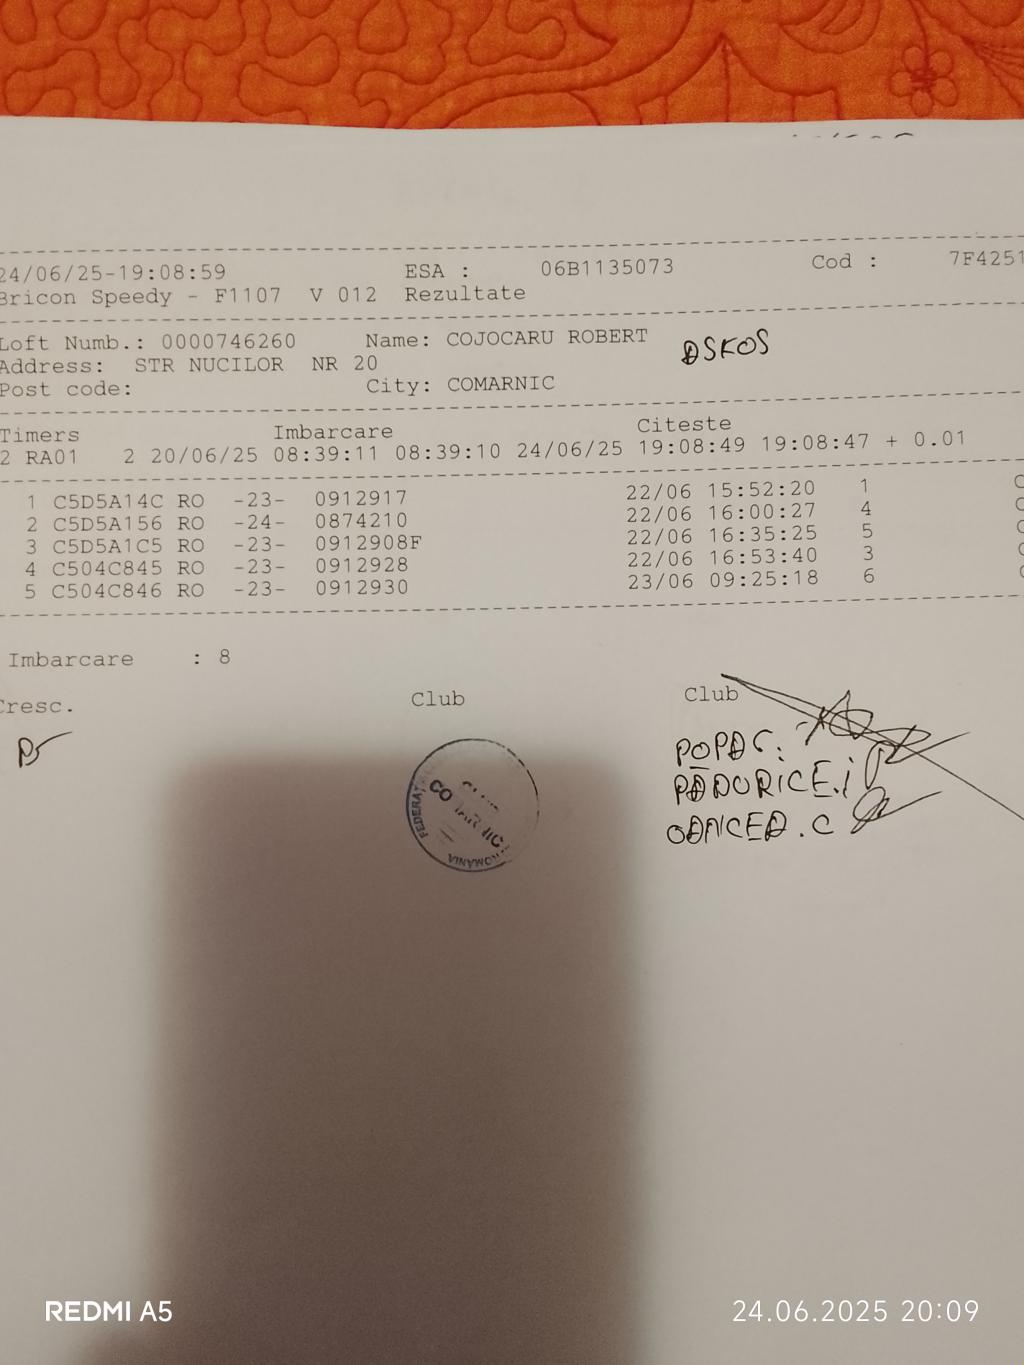 24/06/25-19:08:59 ESA : 06B1135073 Cod : 7F4251
Bricon Speedy - F1107 V 012 Rezultate
Loft Numb.: 0000746260 Name: COJOCARU ROBERT
ASKOS
Address: STR NUCILOR NR 20
Post code: City: COMARNIC
Timers Imbarcare Citeste
2 RA01 2 20/06/25 08:39:11 08:39:10 24/06/25 19:08:49 19:08:47 + 0.01
1 C5D5A14C RO -23- 0912917 22/06 15:52:20 1
2 C5D5A156 RO -24- 0874210 22/06 16:00:27 4
3 C5D5A1C5 RO -23- 0912908F 22/06 16:35:25 5
4 C504C845 RO -23- 0912928 22/06 16:53:40 3
5 C504C846 RO -23- 0912930 23/06 09:25:18 6
Imbarcare : 8
Cresc. Club Club
POPA G.
PADURICE.i
OANCEA.C
REDMI A5 24.06.2025 20:09